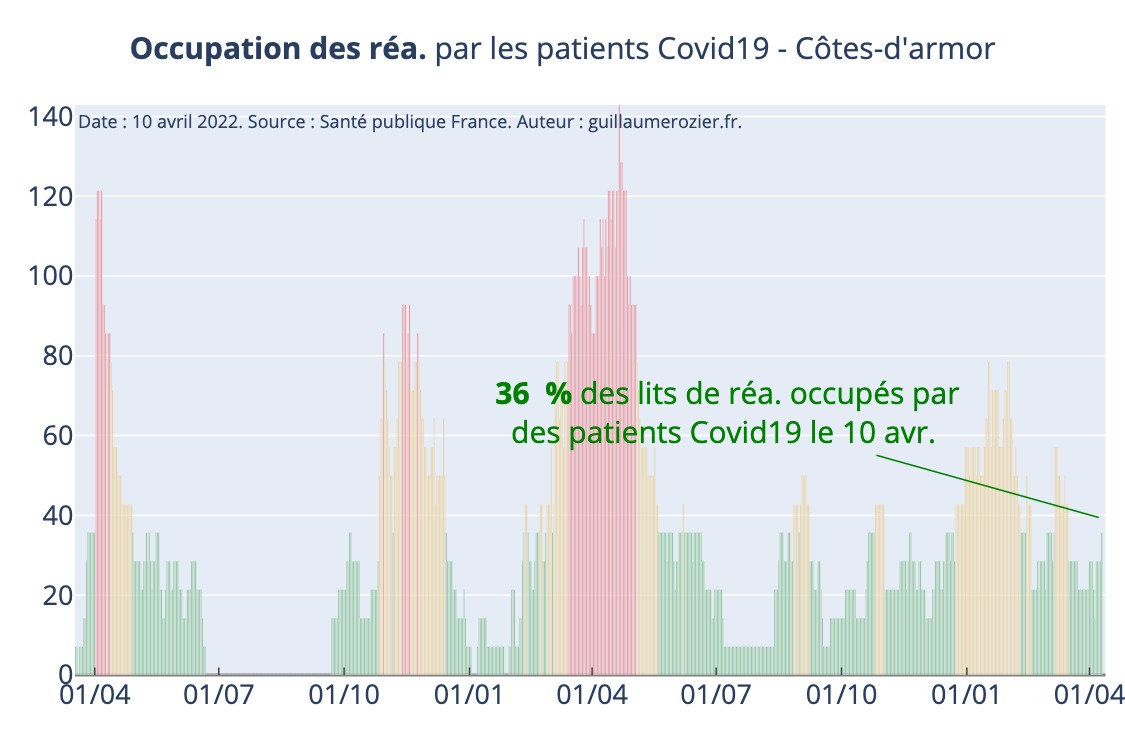 Occupation des réa. par les patients Covid19 - Côtes-d'armor
140
Date : 10 avril 2022. Source : Santé publique France. Auteur : guillaumerozier.fr.
120
100
80
36 % des lits de réa. occupés par
des patients Covid19 le 10 avr.
60
40
20
0
01/04 01/07 01/10 01/01 01/04 01/07 01/10 01/01 01/04